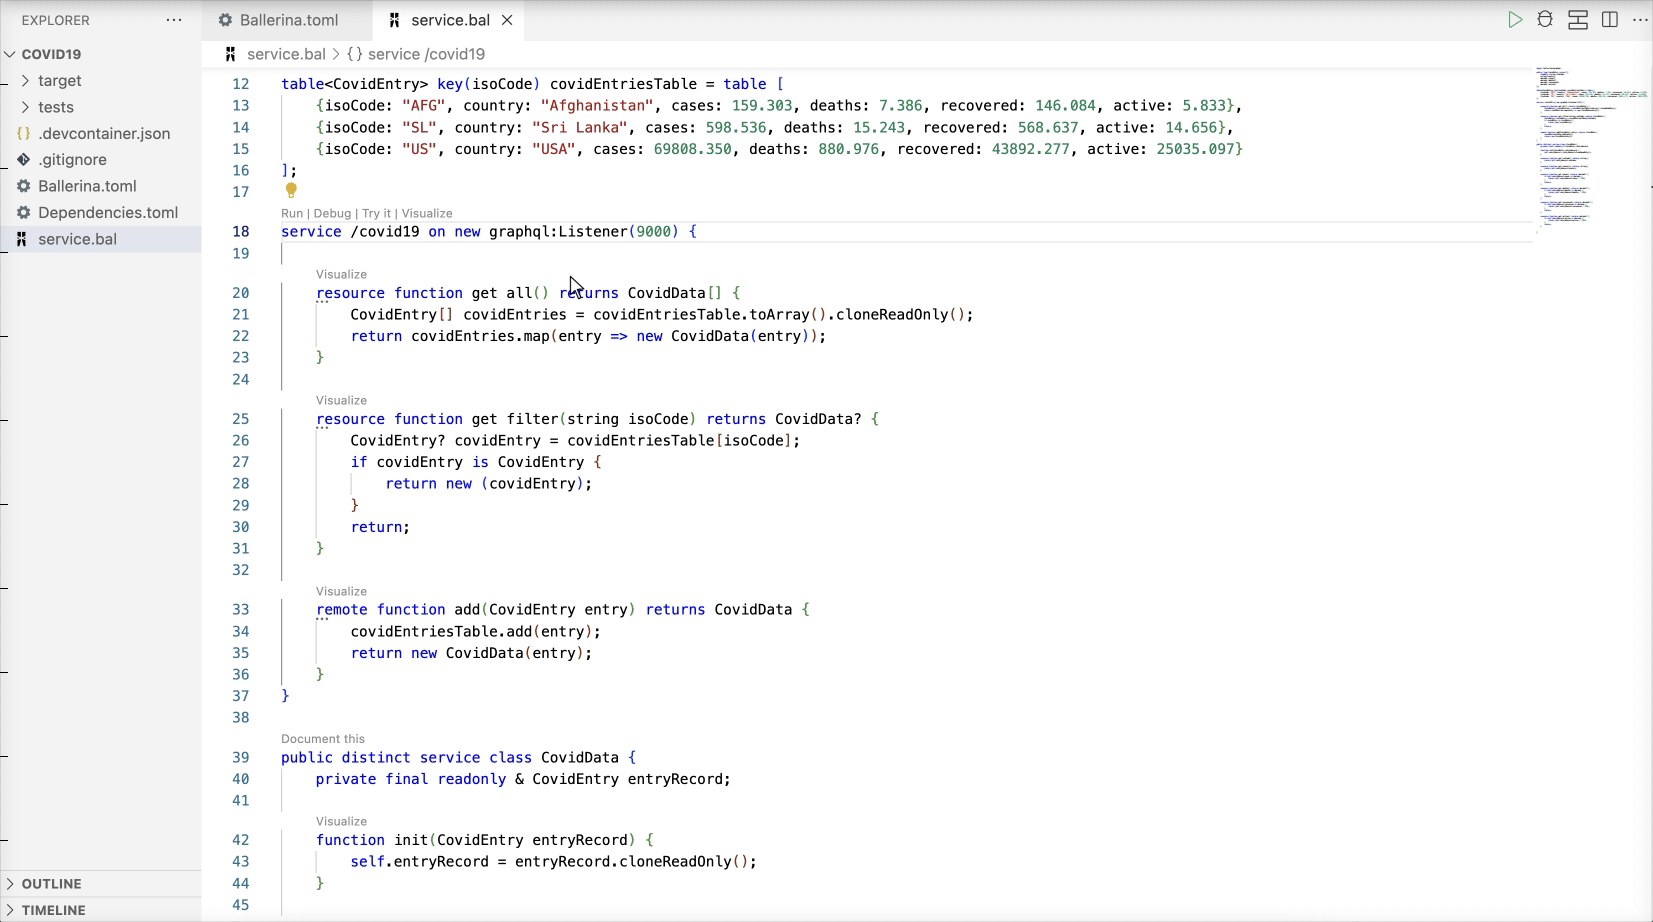 EXPLORER
COVID19
target
tests
.devcontainer.json
.gitignore
Ballerina.toml
Dependencies.toml
service.bal
OUTLINE
TIMELINE
Ballerina.toml
service.bal
service.bal > {} service /covid19
12 table<CovidEntry> key(isoCode) covidEntriesTable = table [
13 {isoCode: "AFG", country: "Afghanistan", cases: 159.303, deaths: 7.386, recovered: 146.084, active: 5.833},
14 {isoCode: "SL", country: "Sri Lanka", cases: 598.536, deaths: 15.243, recovered: 568.637, active: 14.656},
15 {isoCode: "US", country: "USA", cases: 69808.350, deaths: 880.976, recovered: 43892.277, active: 25035.097}
16 ];
17
Run | Debug | Try it | Visualize
18 service /covid19 on new graphql:Listener(9000) {
19
Visualize
20 resource function get all() returns CovidData[] {
21 CovidEntry[] covidEntries = covidEntriesTable.toArray().cloneReadOnly();
22 return covidEntries.map(entry => new CovidData(entry));
23 }
24
Visualize
25 resource function get filter(string isoCode) returns CovidData? {
26 CovidEntry? covidEntry = covidEntriesTable[isoCode];
27 if covidEntry is CovidEntry {
28 return new (covidEntry);
29 }
30 return;
31 }
32
Visualize
33 remote function add(CovidEntry entry) returns CovidData {
34 covidEntriesTable.add(entry);
35 return new CovidData(entry);
36 }
37 }
38
Document this
39 public distinct service class CovidData {
40 private final readonly & CovidEntry entryRecord;
41
Visualize
42 function init(CovidEntry entryRecord) {
43 self.entryRecord = entryRecord.cloneReadOnly();
44 }
45